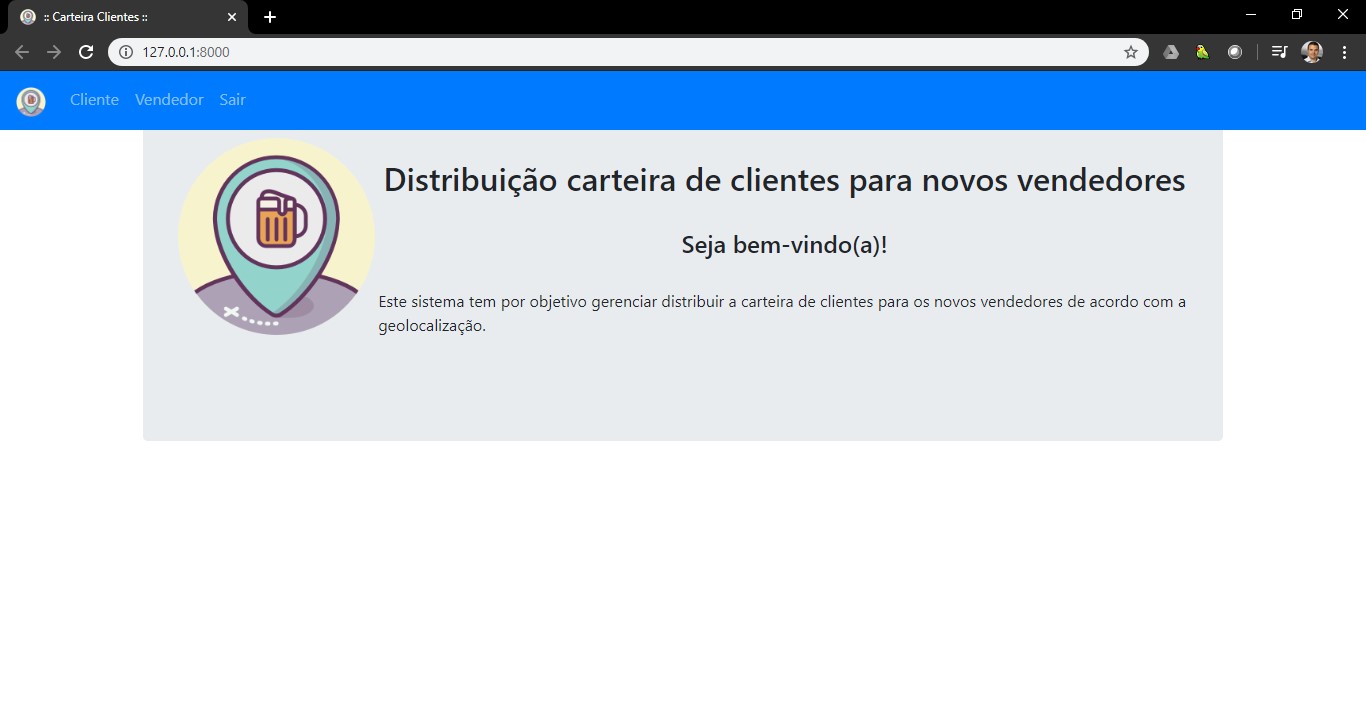 :: Carteira Clientes ::
127.0.0.1:8000
Cliente Vendedor Sair
Distribuição carteira de clientes para novos vendedores
Seja bem-vindo(a)!
Este sistema tem por objetivo gerenciar distribuir a carteira de clientes para os novos vendedores de acordo com a
geolocalização.